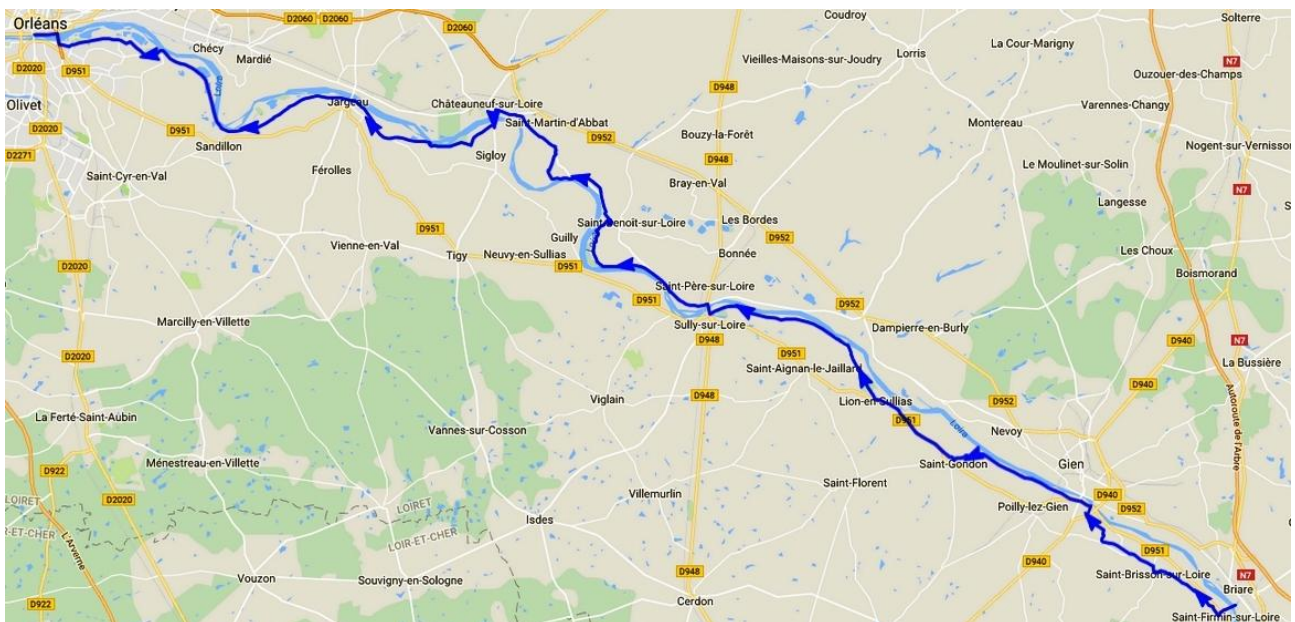 Orléans
D2060
D2060
D2060
Coudroy
Solterre
Chécy
Mardié
Lorris
La Cour-Marigny
N7
D2020
D951
Loire
Vieilles-Maisons-sur-Joudry
Ouzouer-des-Champs
Olivet
Jargeau
Châteauneuf-sur-Loire
D948
Varennes-Changy
D2020
D951
Sandillon
Saint-Martin-d'Abbat
D952
Bouzy-la-Forêt
Montereau
Nogent-sur-Vernisson
D2271
Sigloy
D948
Saint-Cyr-en-Val
Férolles
Bray-en-Val
Le Moulinet-sur-Solin
N7
Langesse
D951
Saint-Benoît-sur-Loire
Les Bordes
Vienne-en-Val
Guilly
D952
Les Choux
Tigy
Neuvy-en-Sullias
D951
Bonnée
D2020
Boismorand
Saint-Père-sur-Loire
D951
D952
Marcilly-en-Villette
Sully-sur-Loire
Dampierre-en-Burly
D948
D940
N7
D2020
D951
La Bussière
Saint-Aignan-le-Jaillard
D940
Viglain
D948
Lion-en-Sullias
D952
Autoroute de l'Arbre
La Ferté-Saint-Aubin
D951
Loire
Nevoy
Vannes-sur-Cosson
D922
Ménestreau-en-Villette
Saint-Gondon
Gien
D2020
Saint-Florent
Villemurlin
D940
LOIRET
LOIRET
Poilly-lez-Gien
D952
Isdes
R-ET-CHER
LOIR-ET-CHER
L'Arverne
D951
D940
Vouzon
Souvigny-en-Sologne
D948
Saint-Brisson-sur-Loire
N7
Briare
D922
Cerdon
Saint-Firmin-sur-Loire